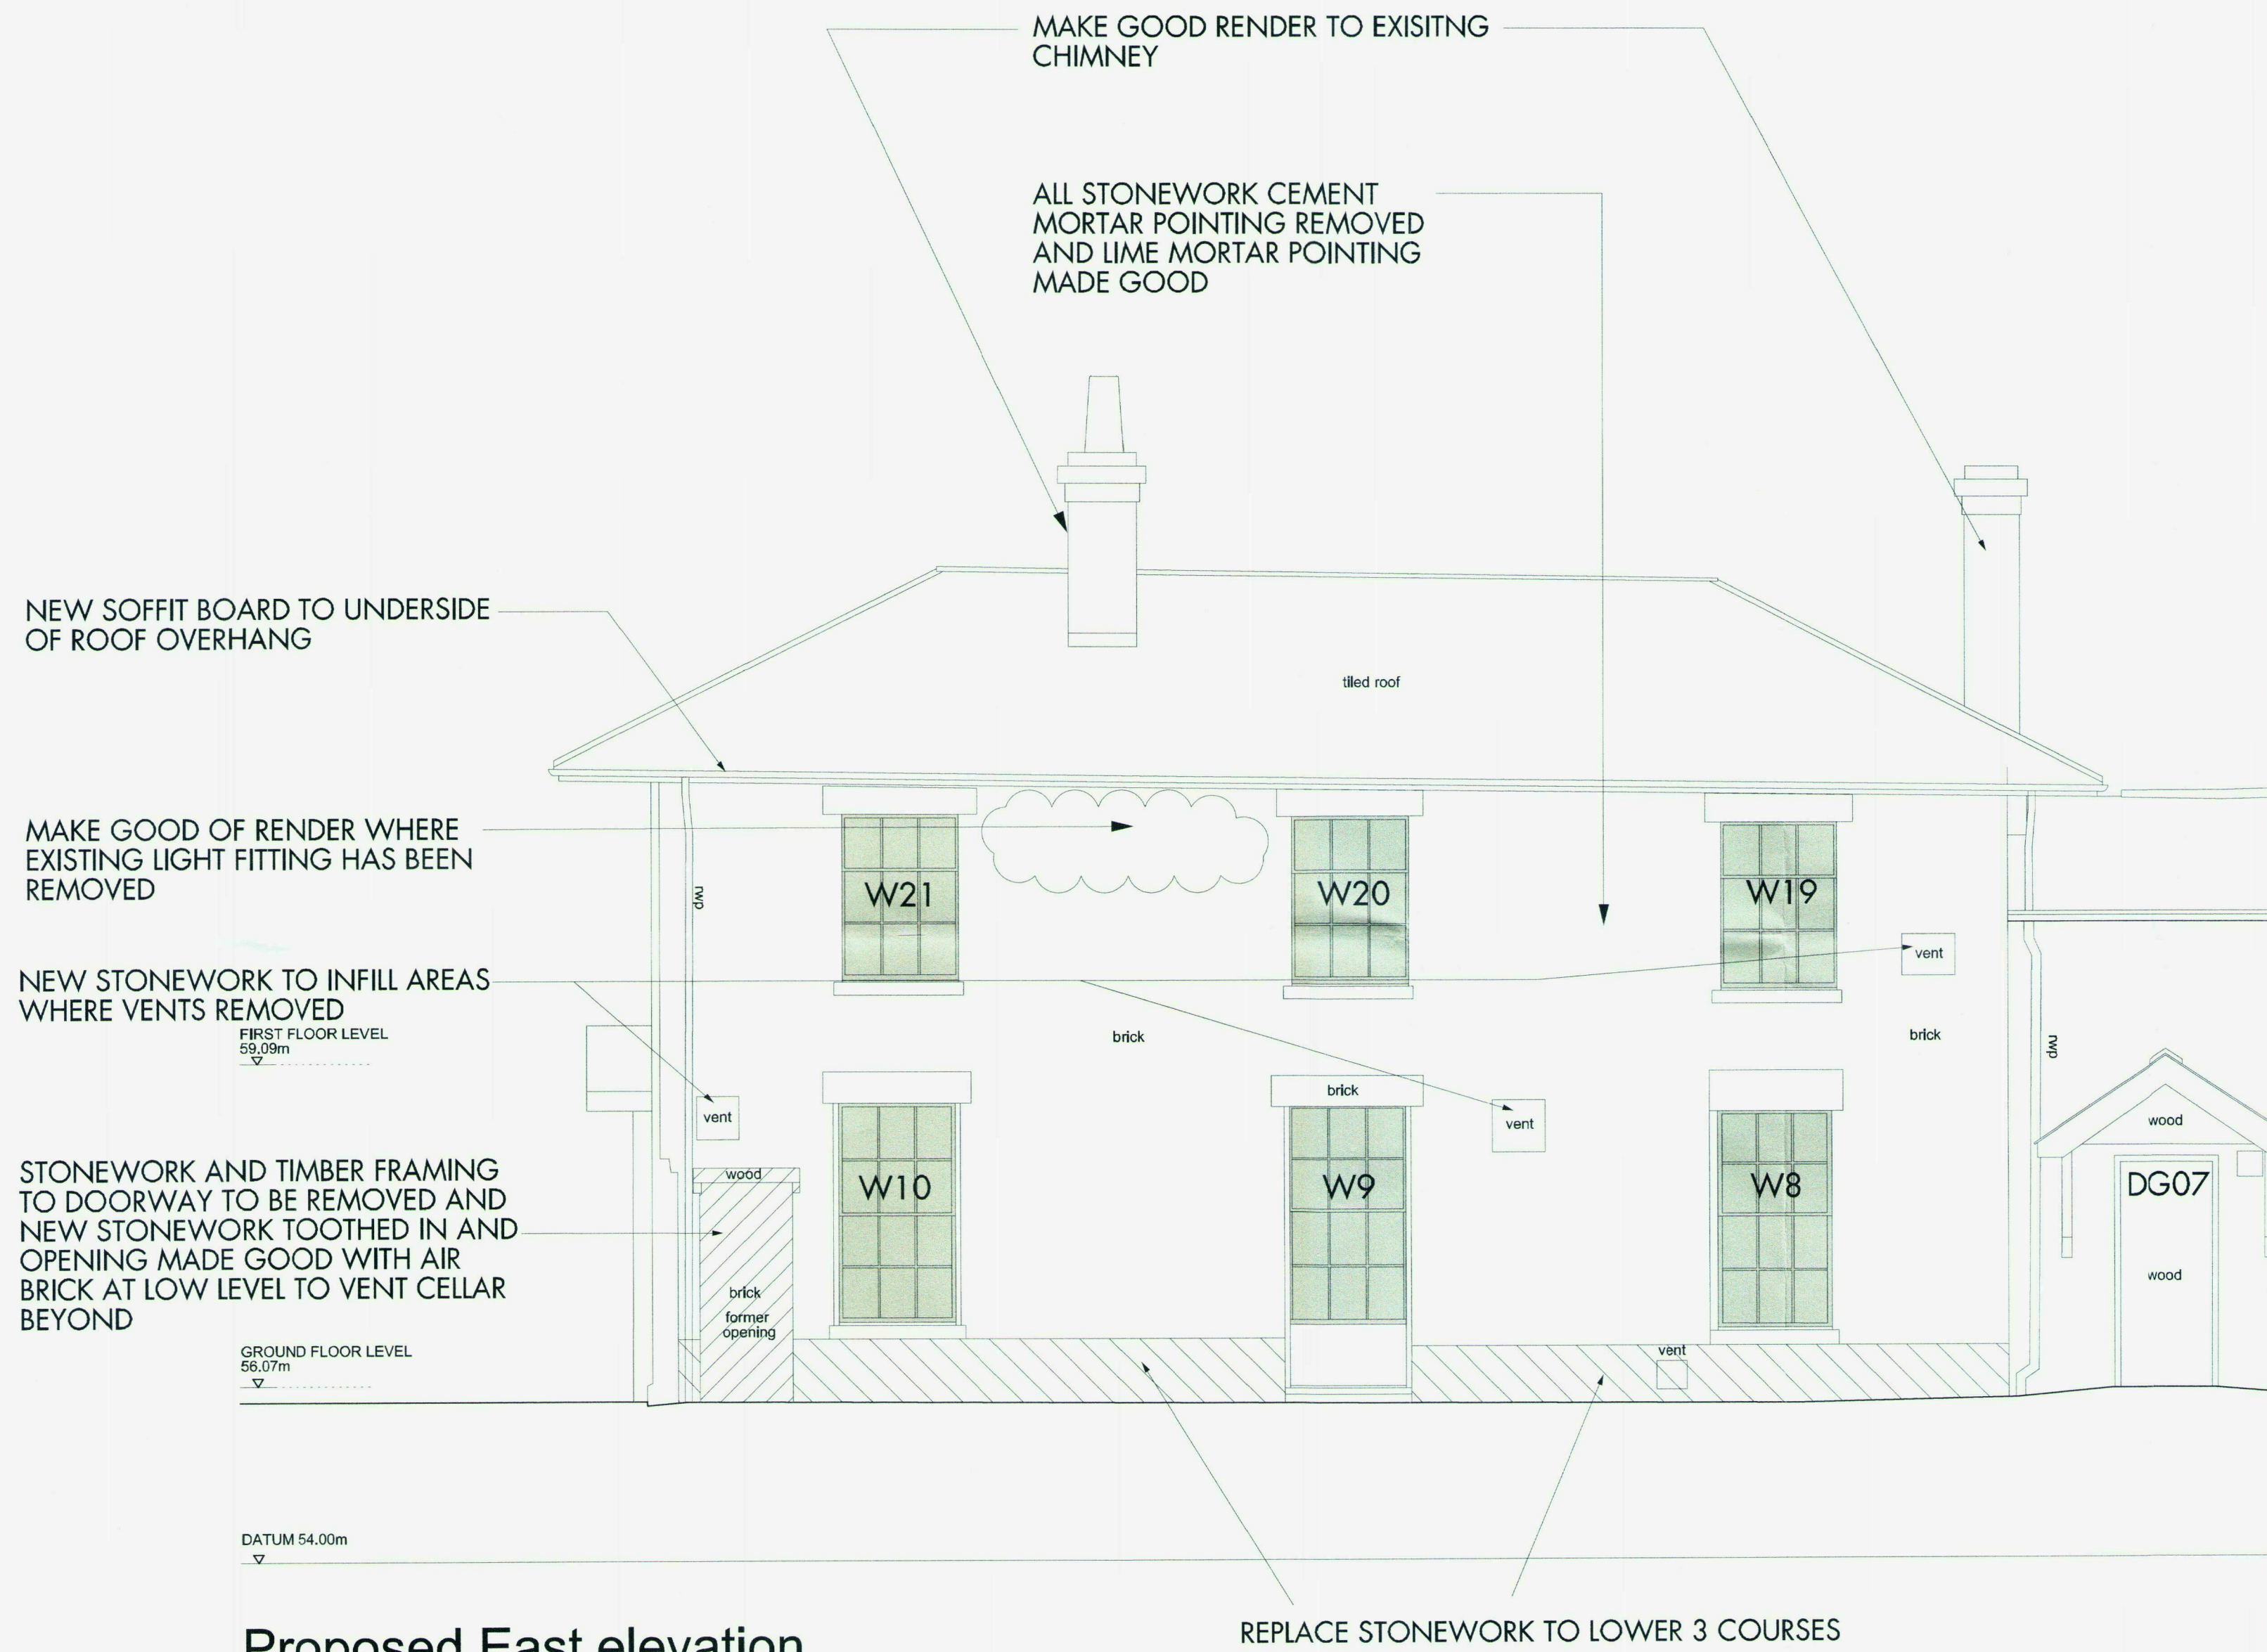 MAKE GOOD RENDER TO EXISITNG
CHIMNEY
ALL STONEWORK CEMENT
MORTAR POINTING REMOVED
AND LIME MORTAR POINTING
MADE GOOD
NEW SOFFIT BOARD TO UNDERSIDE
OF ROOF OVERHANG
tiled roof
MAKE GOOD OF RENDER WHERE
EXISTING LIGHT FITTING HAS BEEN
REMOVED
rwp
W21
W20
W19
vent
NEW STONEWORK TO INFILL AREAS
WHERE VENTS REMOVED
FIRST FLOOR LEVEL
59.09m
brick
brick
rwp
brick
vent
vent
wood
STONEWORK AND TIMBER FRAMING
TO DOORWAY TO BE REMOVED AND
NEW STONEWORK TOOTHED IN AND
OPENING MADE GOOD WITH AIR
BRICK AT LOW LEVEL TO VENT CELLAR
BEYOND
wood
W10
W9
W8
DG07
wood
brick
former
opening
GROUND FLOOR LEVEL
56.07m
vent
DATUM 54.00m
Proposed East elevation
REPLACE STONEWORK TO LOWER 3 COURSES